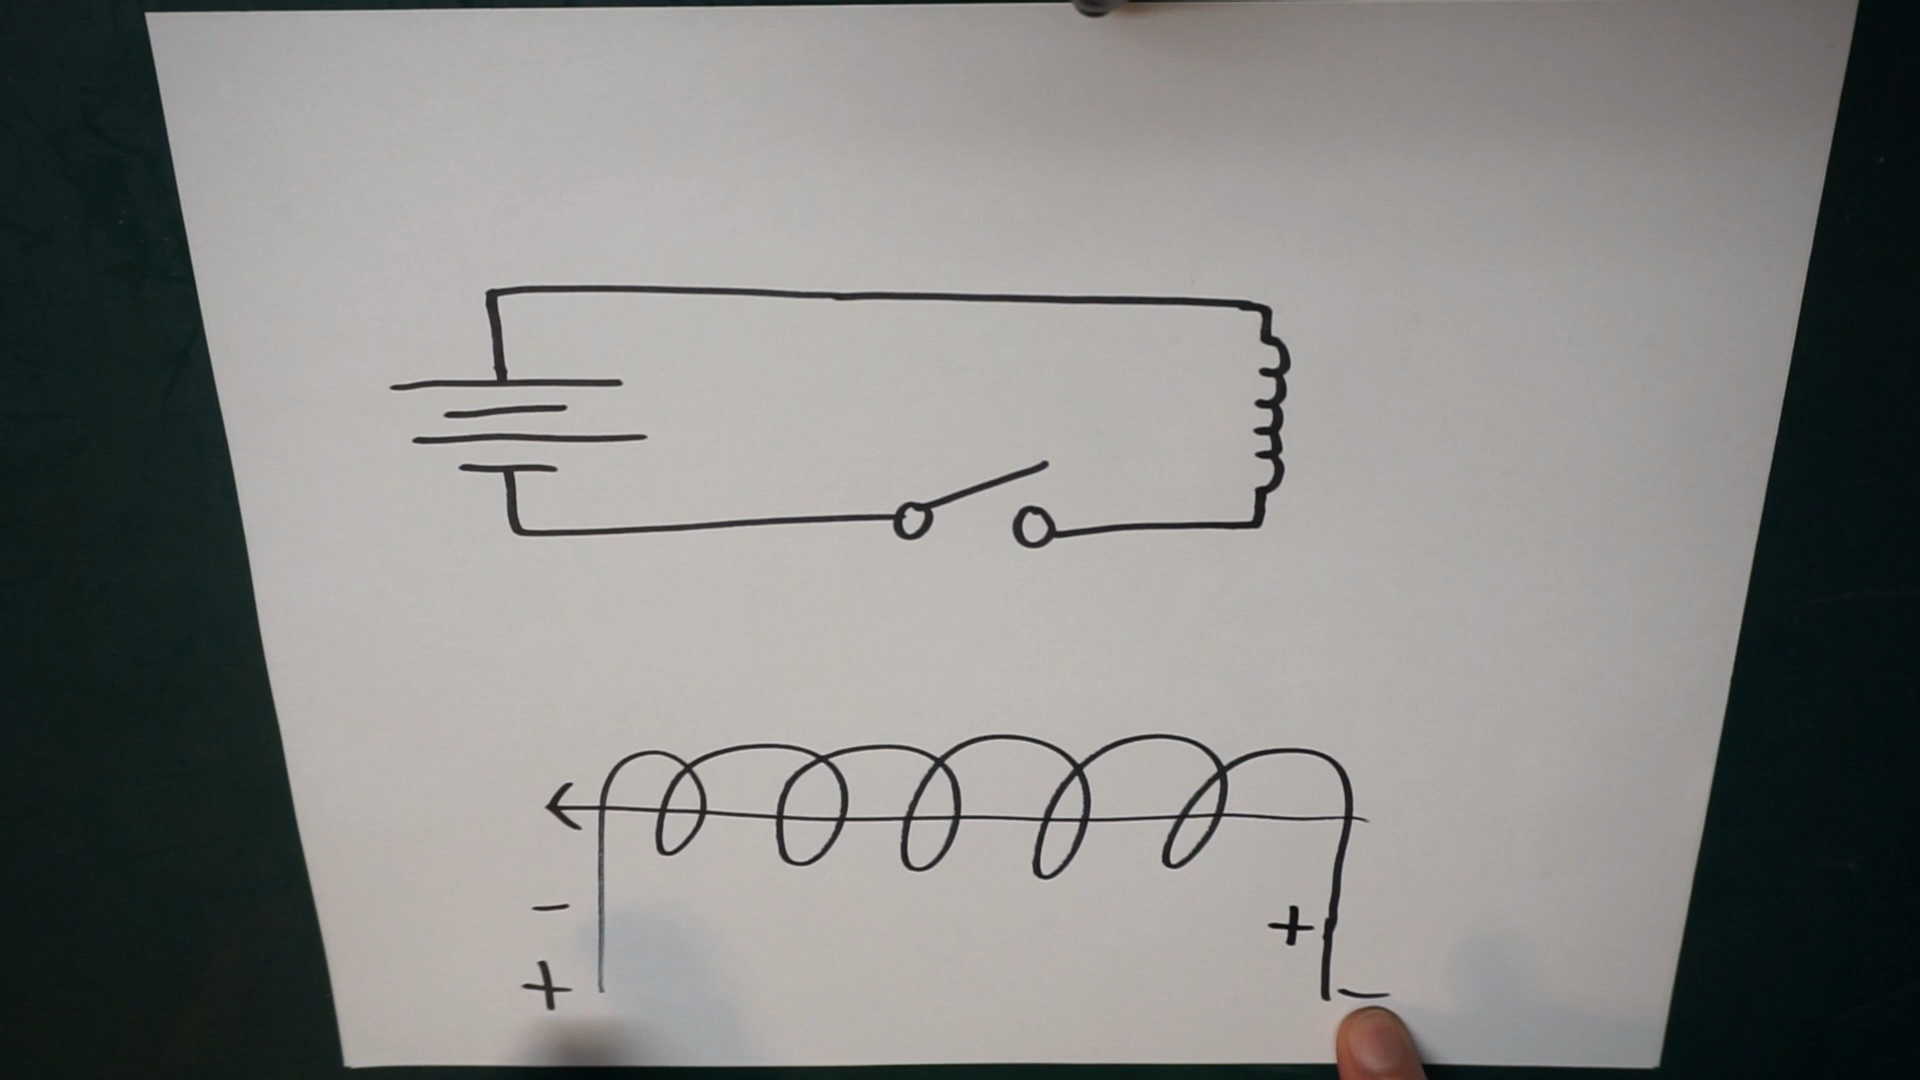 - +
+ -